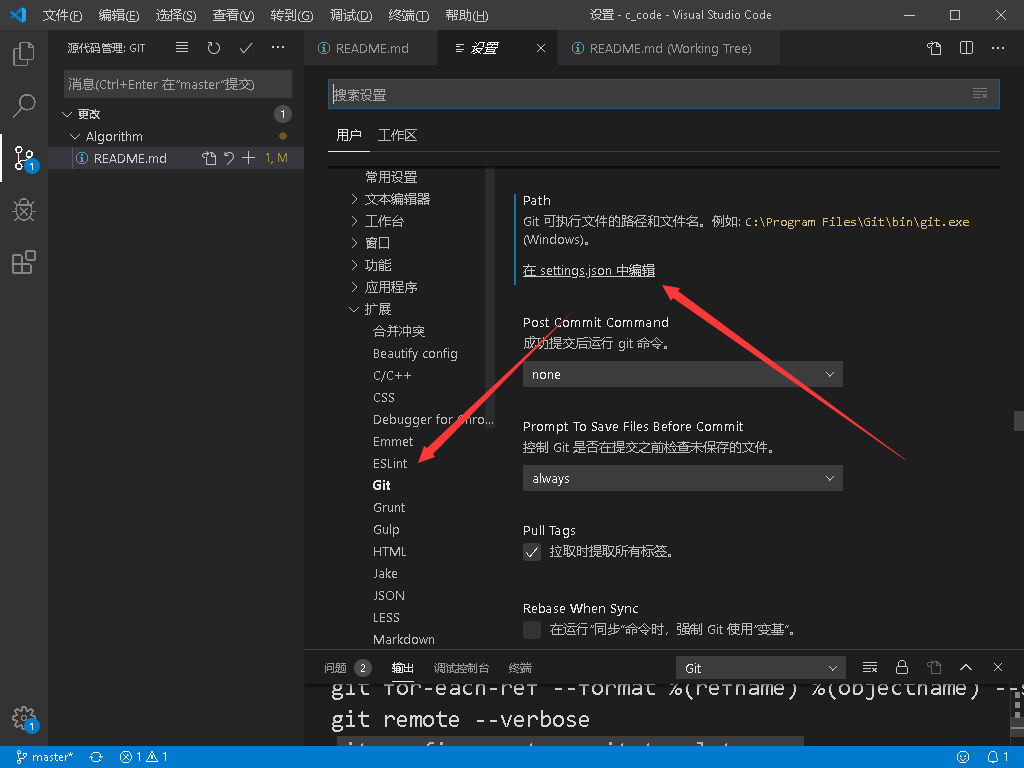 文件(F) 编辑(E) 选择(S) 查看(V) 转到(G) 调试(D) 终端(T) 帮助(H) 设置 - c_code - Visual Studio Code
源代码管理: GIT
README.md 设置 README.md (Working Tree)
消息(Ctrl+Enter 在"master"提交)
更改 1
Algorithm
README.md 1, M
1
搜索设置
用户 工作区
常用设置
文本编辑器
工作台
窗口
功能
应用程序
扩展
合并冲突
Beautify config
C/C++
CSS
Debugger for Chro...
Emmet
ESLint
Git
Grunt
Gulp
HTML
Jake
JSON
LESS
Markdown
Path
Git 可执行文件的路径和文件名。例如: C:\Program Files\Git\bin\git.exe
(Windows)。
在 settings.json 中编辑
Post Commit Command
成功提交后运行 git 命令。
none
Prompt To Save Files Before Commit
控制 Git 是否在提交之前检查未保存的文件。
always
Pull Tags
拉取时提取所有标签。
Rebase When Sync
在运行"同步"命令时，强制 Git 使用"变基"。
问题 2 输出 调试控制台 终端 Git
git for-each-ref --format %(refname) %(objectname)
git remote --verbose
1
master* 1 1 1